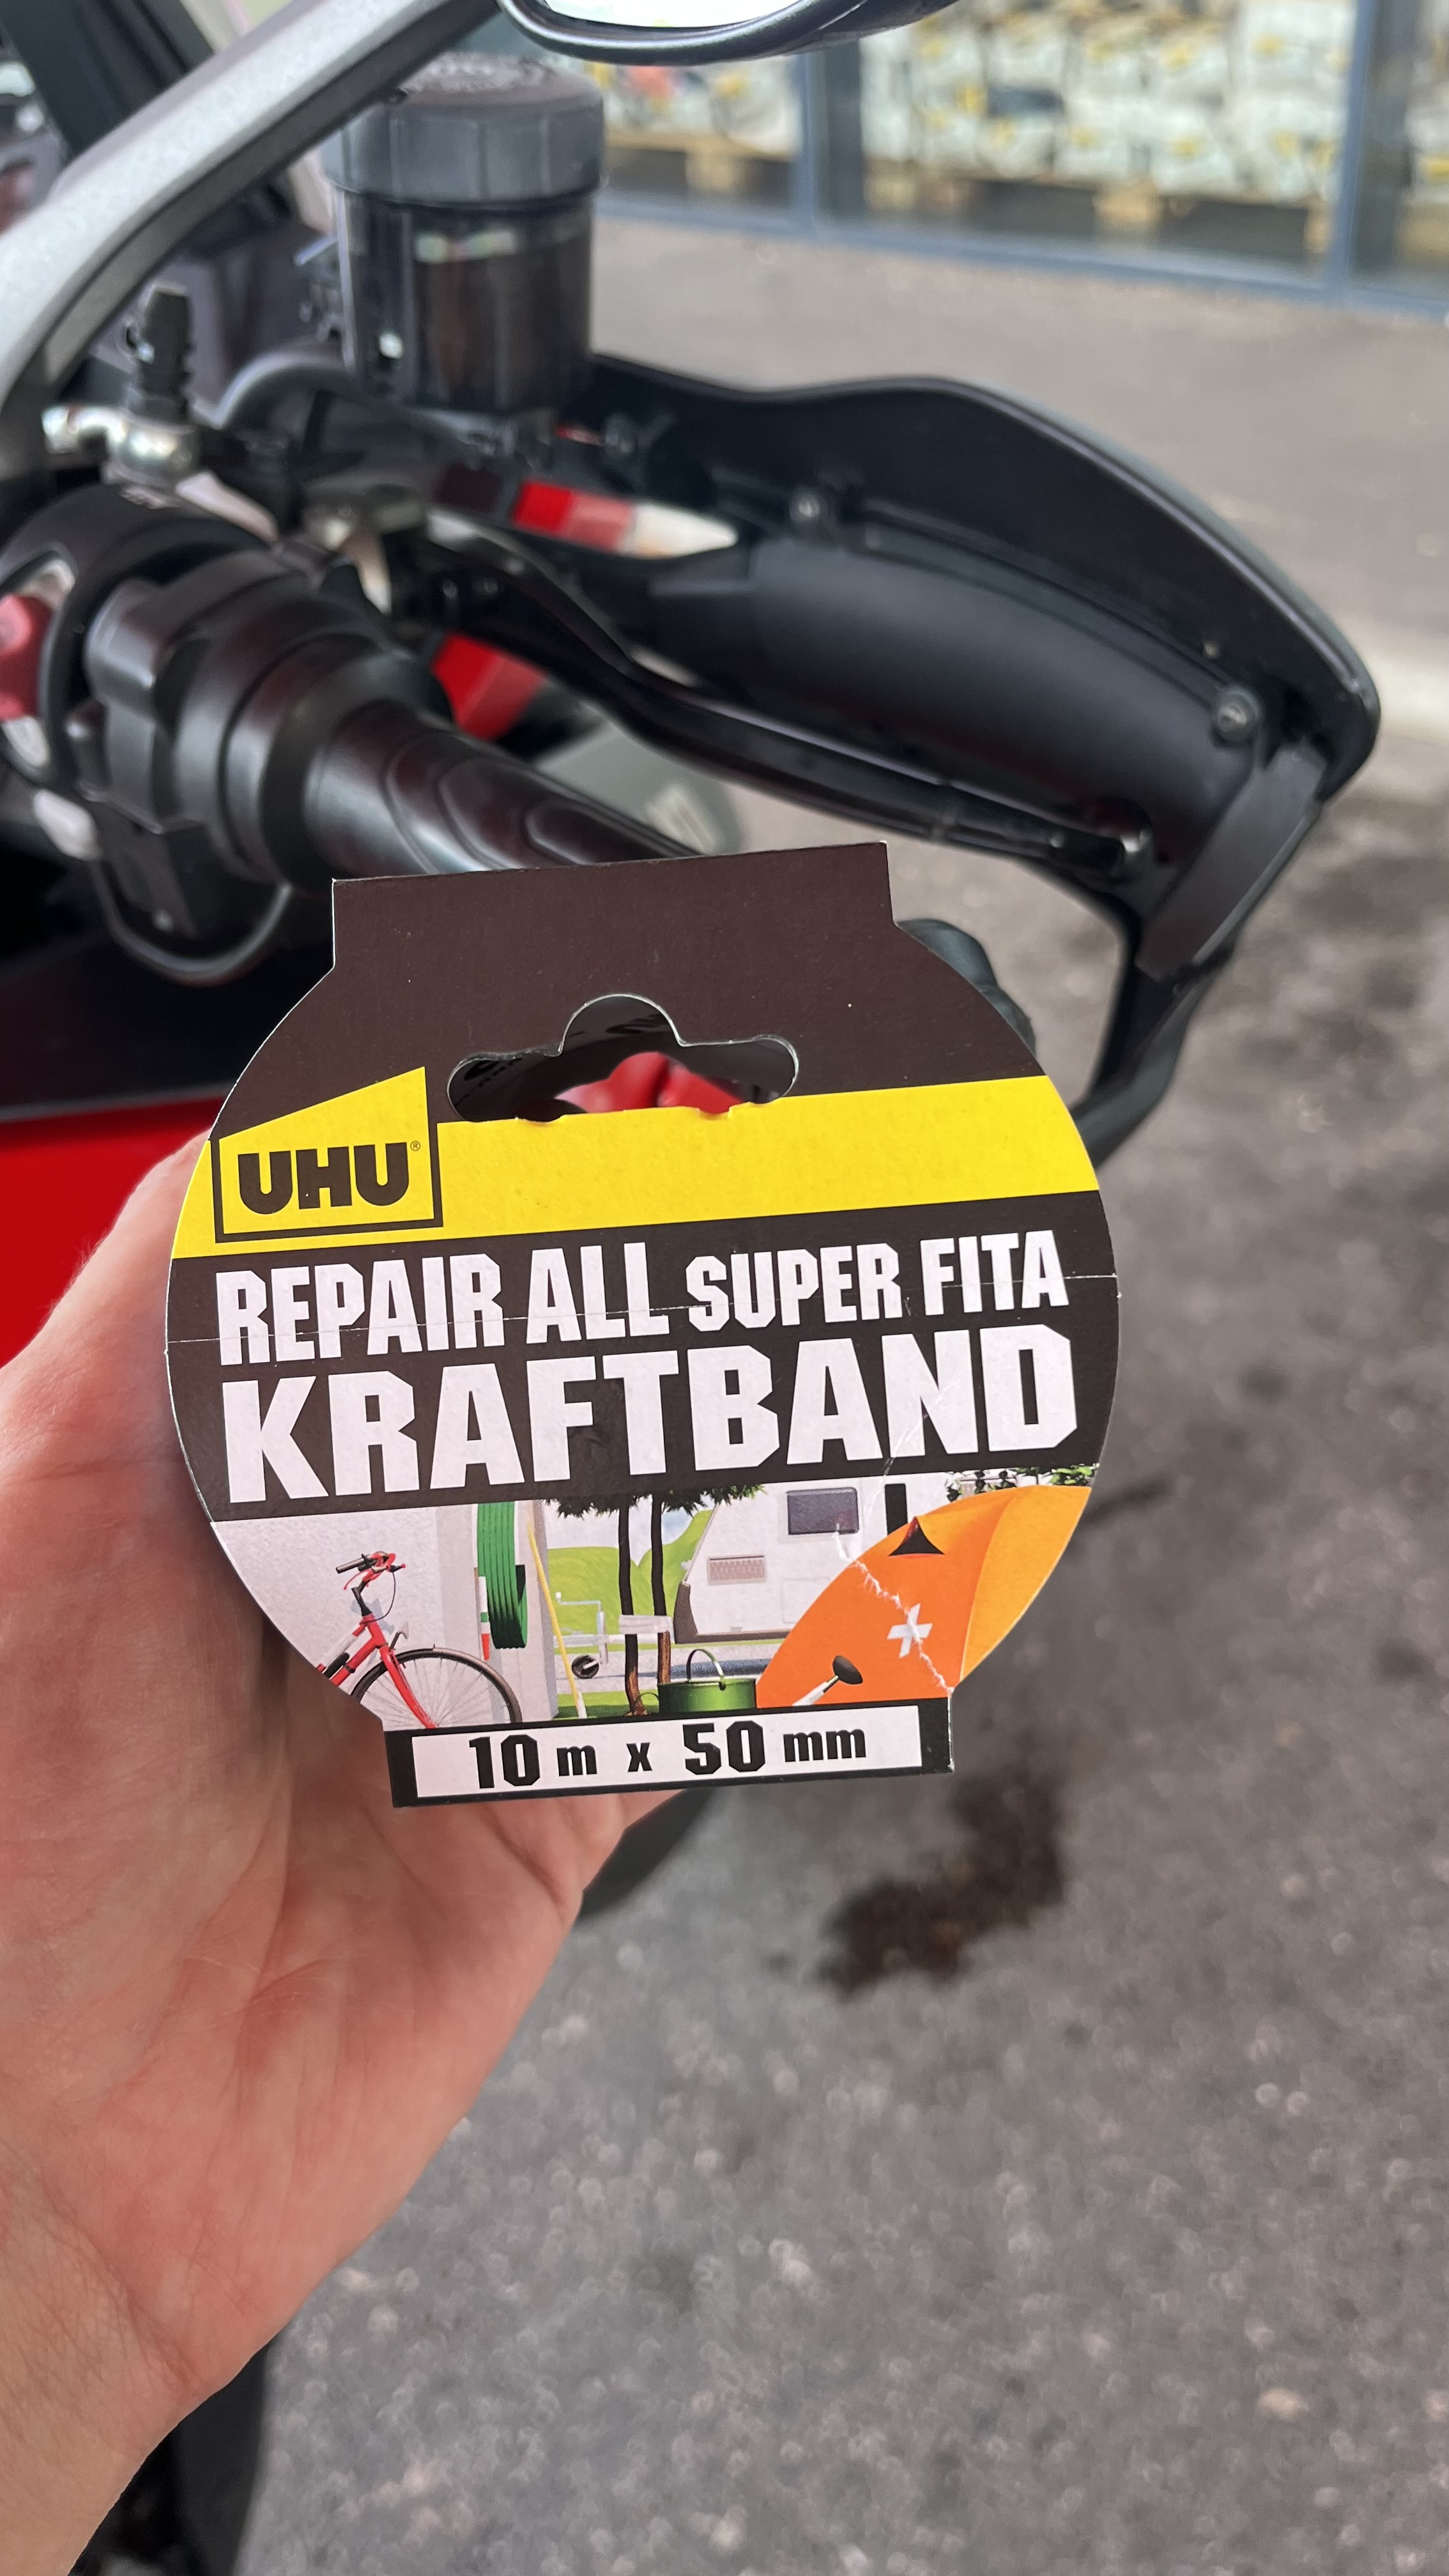 UHU®
REPAIR ALL SUPER FITA
KRAFTBAND
10 m x 50 mm